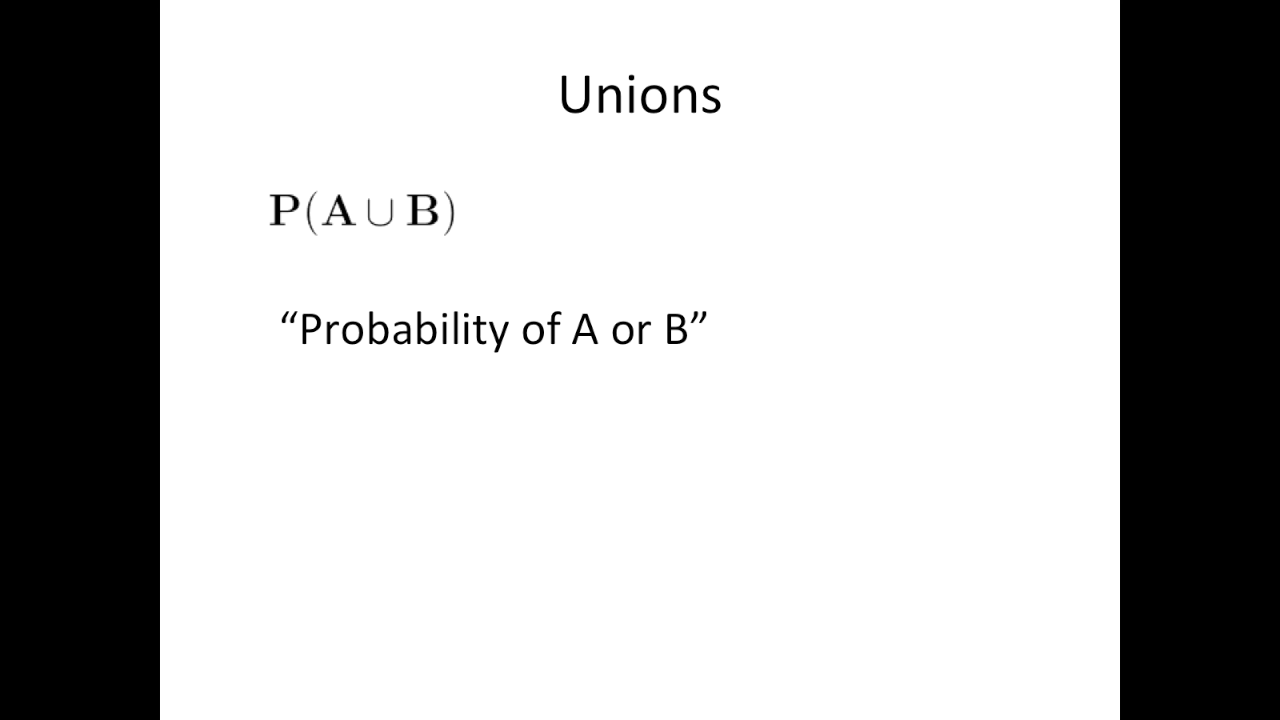 Unions
P(A ∪ B)
“Probability of A or B”